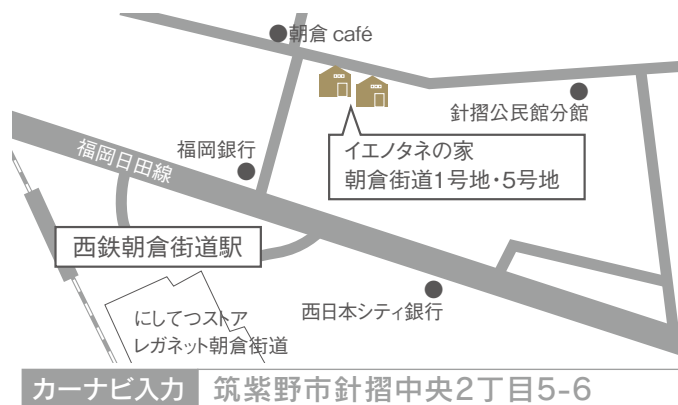 朝倉 café
針摺公民館分館
イエノタネの家
朝倉街道1号地・5号地
福岡銀行
福岡日田線
西鉄朝倉街道駅
西日本シティ銀行
にしてつストア
レガネット朝倉街道
カーナビ入力 筑紫野市針摺中央2丁目5-6